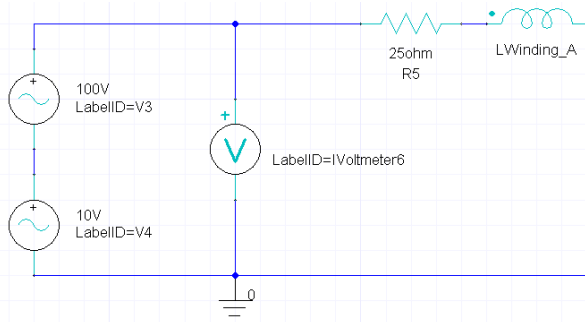 25ohm
R5
LWinding_A
100V
LabelID=V3
+
+
V
LabelID=IVoltmeter6
+
10V
LabelID=V4
0